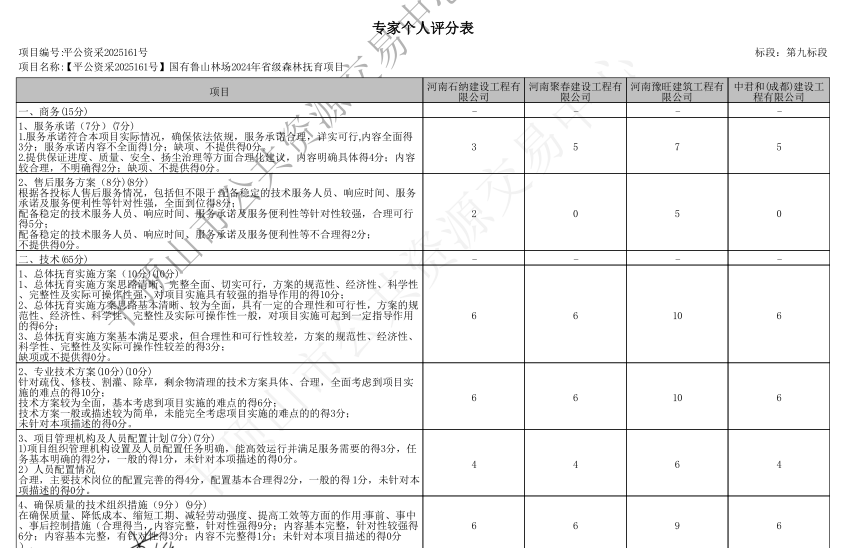 专家个人评分表
项目编号:平公资采2025161号 标段：第九标段
项目名称:【平公资采2025161号】国有鲁山林场2024年省级森林抚育项目
项目 河南石纳建设工程有限公司 河南聚春建设工程有限公司 河南豫旺建筑工程有限公司 中君和(成都)建设工程有限公司
一、商务(15分) – – – –
1、服务承诺（7分）(7分)
1.服务承诺符合本项目实际情况, 确保依法依规, 服务承诺合理, 详实可行,内容全面得
3分; 服务承诺内容不全面得1分; 缺项、不提供得0分。
2.提供保证进度、质量、安全、扬尘治理等方面合理化建议, 内容明确具体得4分; 内容
较合理, 不明确得2分; 缺项、不提供得0分。
3 5 7 5
2、售后服务方案（8分)(8分)
根据各投标人售后服务情况, 包括但不限于:配备稳定的技术服务人员、响应时间、服务
承诺及服务便利性等针对性强, 全面到位得8分;
配备稳定的技术服务人员、响应时间、服务承诺及服务便利性等针对性较强, 合理可行
得5分;
配备稳定的技术服务人员、响应时间、服务承诺及服务便利性等不合理得2分;
不提供得0分。
2 0 5 0
二、技术(65分) – – – –
1、总体抚育实施方案（10分)(10分)
1、总体抚育实施方案思路清晰、完整全面、切实可行, 方案的规范性、经济性、科学性
、完整性及实际可操作性强, 对项目实施具有较强的指导作用的得10分;
2、总体抚育实施方案思路基本清晰、较为全面, 具有一定的合理性和可行性, 方案的规
范性、经济性、科学性、完整性及实际可操作性一般, 对项目实施可起到一定指导作用
的得6分;
3、总体抚育实施方案基本满足要求, 但合理性和可行性较差, 方案的规范性、经济性、
科学性、完整性及实际可操作性较差的得3分;
缺项或不提供得0分。
6 6 10 6
2、专业技术方案(10分)(10分)
针对疏伐、修枝、割灌、除草, 剩余物清理的技术方案具体、合理, 全面考虑到项目实
施的难点的得10分;
技术方案较为全面, 基本考虑到项目实施的难点的得6分;
技术方案一般或描述较为简单, 未能完全考虑项目实施的难点的的得3分;
未针对本项描述的得0分。
6 6 10 6
3、项目管理机构及人员配置计划(7分)(7分)
1)项目组织管理机构设置及人员配置任务明确, 能高效运行并满足服务需要的得3分, 任
务基本明确的得2分, 一般的得1分, 未针对本项描述的得0分。
2）人员配置情况
合理, 主要技术岗位的配置完善的得4分, 配置基本合理得2分, 一般的得 1分, 未针对本
项描述的得0分。
4 4 6 4
4、确保质量的技术组织措施（9分）(9分)
在确保质量、降低成本、缩短工期、减轻劳动强度、提高工效等方面的作用:事前、事中
、事后控制措施（合理得当, 内容完整, 针对性强得9分; 内容基本完整, 针对性较强得
6分; 内容基本完整, 有针对性得3分; 内容不完整得1分; 未针对本项描述的得0分
）.
6 6 9 6
平顶山市公共资源交易中心
平顶山市公共资源交易中心